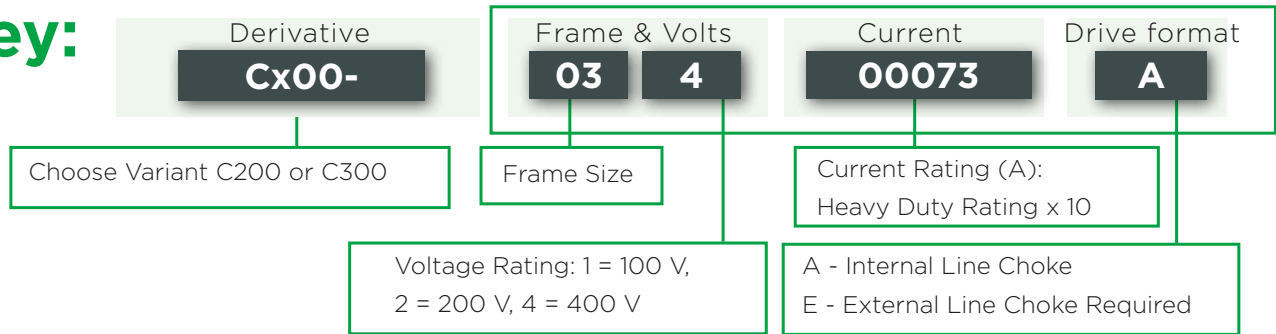 ey:
Derivative
Frame & Volts
Current
Drive format
Cx00-
03
4
00073
A
Choose Variant C200 or C300
Frame Size
Current Rating (A):
Heavy Duty Rating x 10
Voltage Rating: 1 = 100 V,
2 = 200 V, 4 = 400 V
A - Internal Line Choke
E - External Line Choke Required